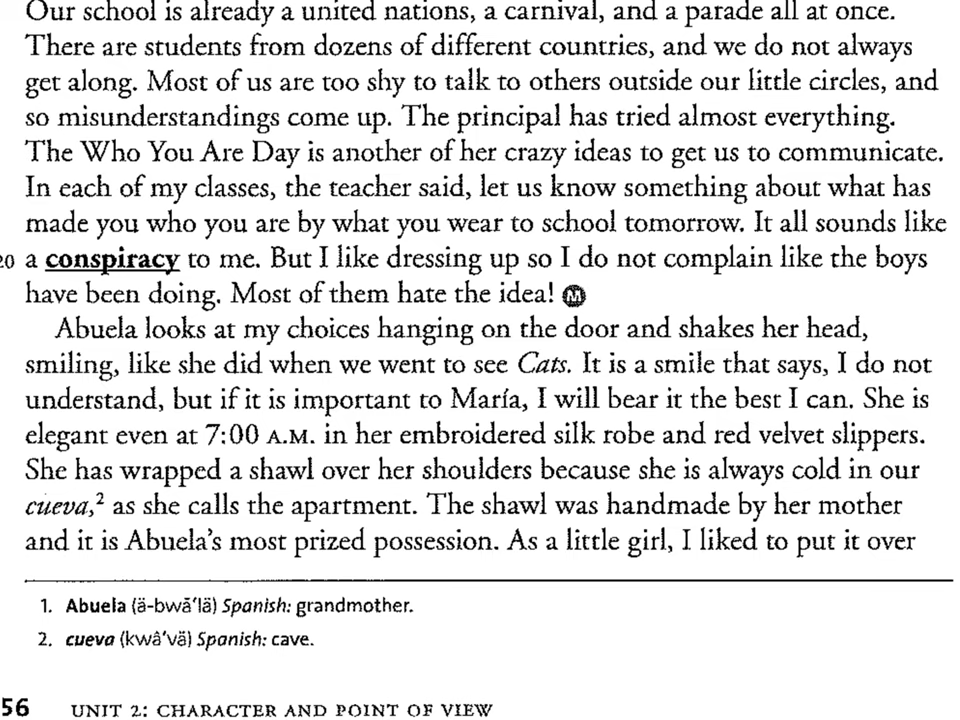 Our school is already a united nations, a carnival, and a parade all at once.
There are students from dozens of different countries, and we do not always
get along. Most of us are too shy to talk to others outside our little circles, and
so misunderstandings come up. The principal has tried almost everything.
The Who You Are Day is another of her crazy ideas to get us to communicate.
In each of my classes, the teacher said, let us know something about what has
made you who you are by what you wear to school tomorrow. It all sounds like
20 a conspiracy to me. But I like dressing up so I do not complain like the boys
have been doing. Most of them hate the idea! M
Abuela looks at my choices hanging on the door and shakes her head,
smiling, like she did when we went to see Cats. It is a smile that says, I do not
understand, but if it is important to María, I will bear it the best I can. She is
elegant even at 7:00 A.M. in her embroidered silk robe and red velvet slippers.
She has wrapped a shawl over her shoulders because she is always cold in our
cueva,² as she calls the apartment. The shawl was handmade by her mother
and it is Abuela's most prized possession. As a little girl, I liked to put it over
1. Abuela (ä-bwā'lä) Spanish: grandmother.
2. cueva (kwâ'vä) Spanish: cave.
56 UNIT 2: CHARACTER AND POINT OF VIEW